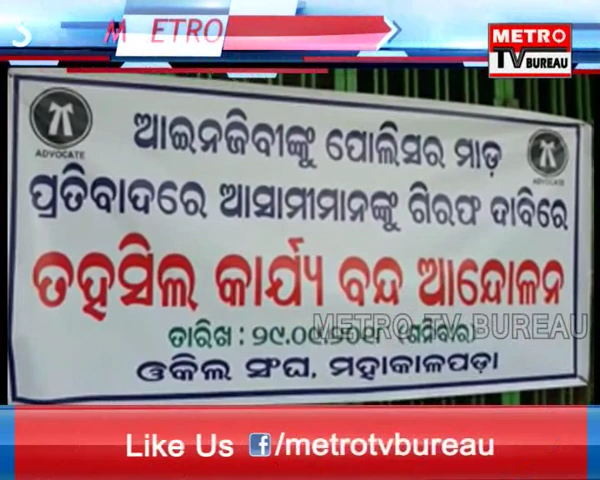 S METRO
METRO
TV BUREAU
ADVOCATE
ADVOCATE
ଆଇନଜିବୀଙ୍କୁ ପୋଲିସର ମାଡ଼
ପ୍ରତିବାଦରେ ଆସାମୀମାନଙ୍କୁ ଗିରଫ ଦାବିରେ
ତହସିଲ କାର୍ଯ୍ୟ ବନ୍ଦ ଆନ୍ଦୋଳନ
METRO TV BUREAU
ତାରିଖ : (ଶନିବାର)
ଓକିଲ ସଂଘ, ମହାକାଳପଡ଼ା
Like Us f/metrotvbureau